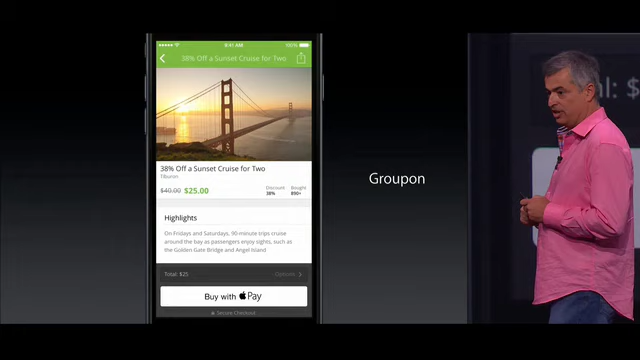 9:41 AM
100%
38% Off a Sunset Cruise for Two
38% Off a Sunset Cruise for Two
Tiburon
$40.00 $25.00
Discount
38%
Bought
890+
Highlights
On Fridays and Saturdays, 90-minute trips cruise
around the bay as passengers enjoy sights, such as
the Golden Gate Bridge and Angel Island
Total: $25
Options
Buy with Pay
Secure Checkout
Groupon
al: $